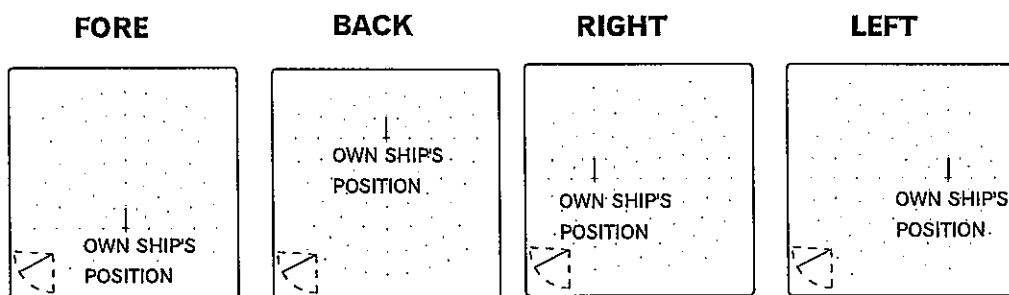 FORE
BACK
RIGHT
LEFT
OWN SHIP'S
POSITION
OWN SHIP'S
POSITION
OWN SHIP'S
POSITION
OWN SHIP'S
POSITION